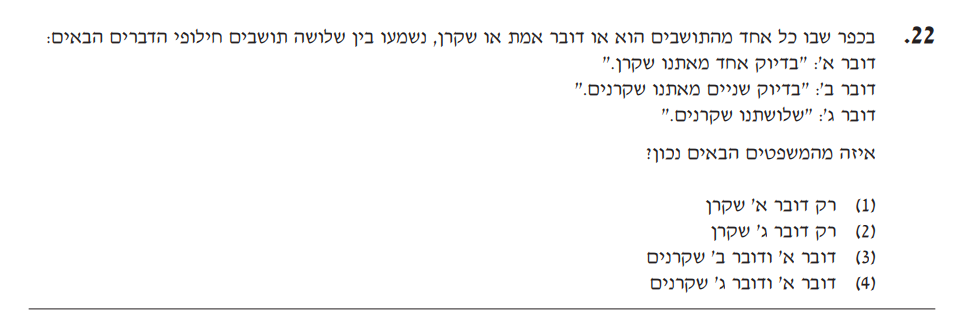 22. בכפר שבו כל אחד מהתושבים הוא או דובר אמת או שקרן, נשמעו בין שלושה תושבים חילופי הדברים הבאים:
דובר א': "בדיוק אחד מאתנו שקרן."
דובר ב': "בדיוק שניים מאתנו שקרנים."
דובר ג': "שלושתנו שקרנים."
איזה מהמשפטים הבאים נכון?
(1) רק דובר א' שקרן
(2) רק דובר ג' שקרן
(3) דובר א' ודובר ב' שקרנים
(4) דובר א' ודובר ג' שקרנים